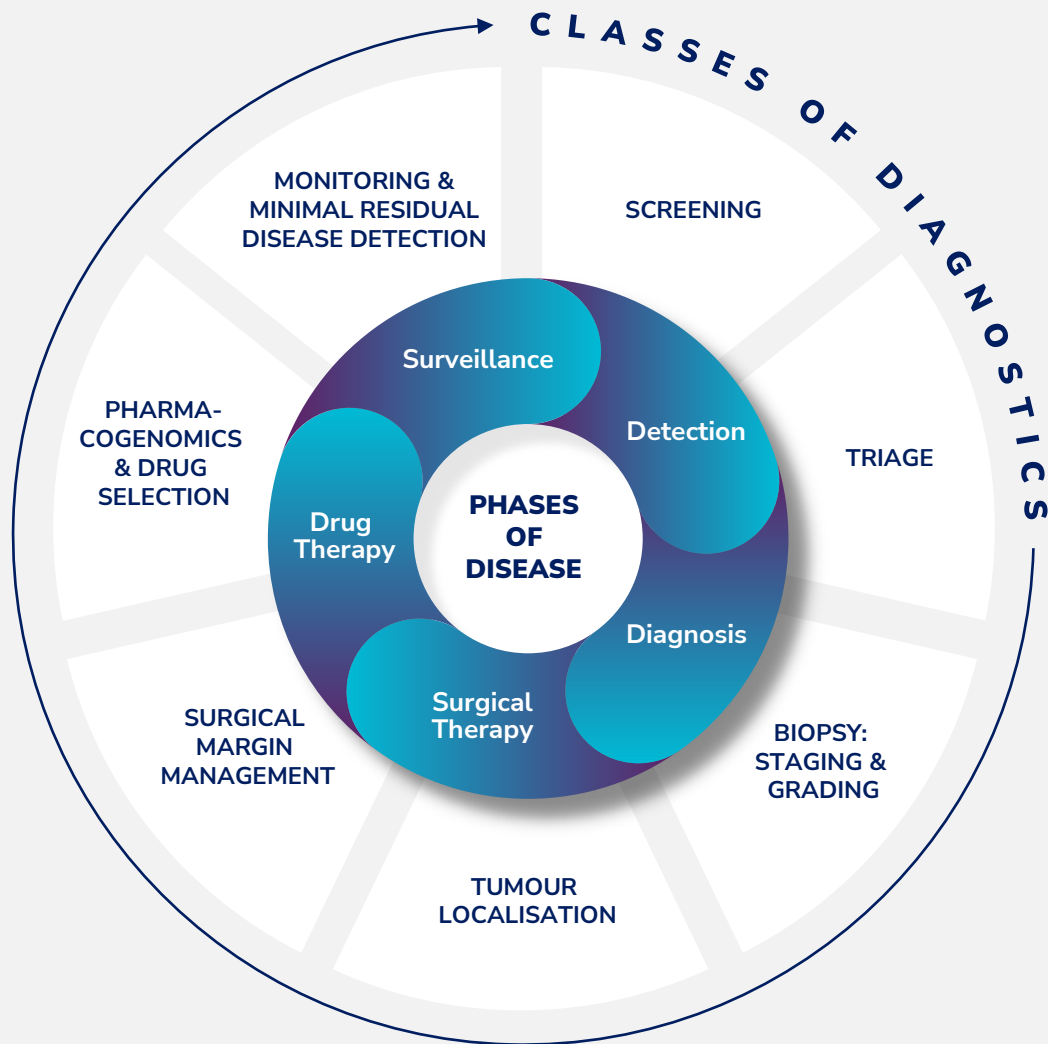 CLASSES OF DIAGNOSTICS
SCREENING
TRIAGE
BIOPSY:
STAGING &
GRADING
TUMOUR
LOCALISATION
SURGICAL
MARGIN
MANAGEMENT
PHARMA-
COGENOMICS
& DRUG
SELECTION
MONITORING &
MINIMAL RESIDUAL
DISEASE DETECTION
PHASES
OF
DISEASE
Detection
Diagnosis
Surgical
Therapy
Drug
Therapy
Surveillance